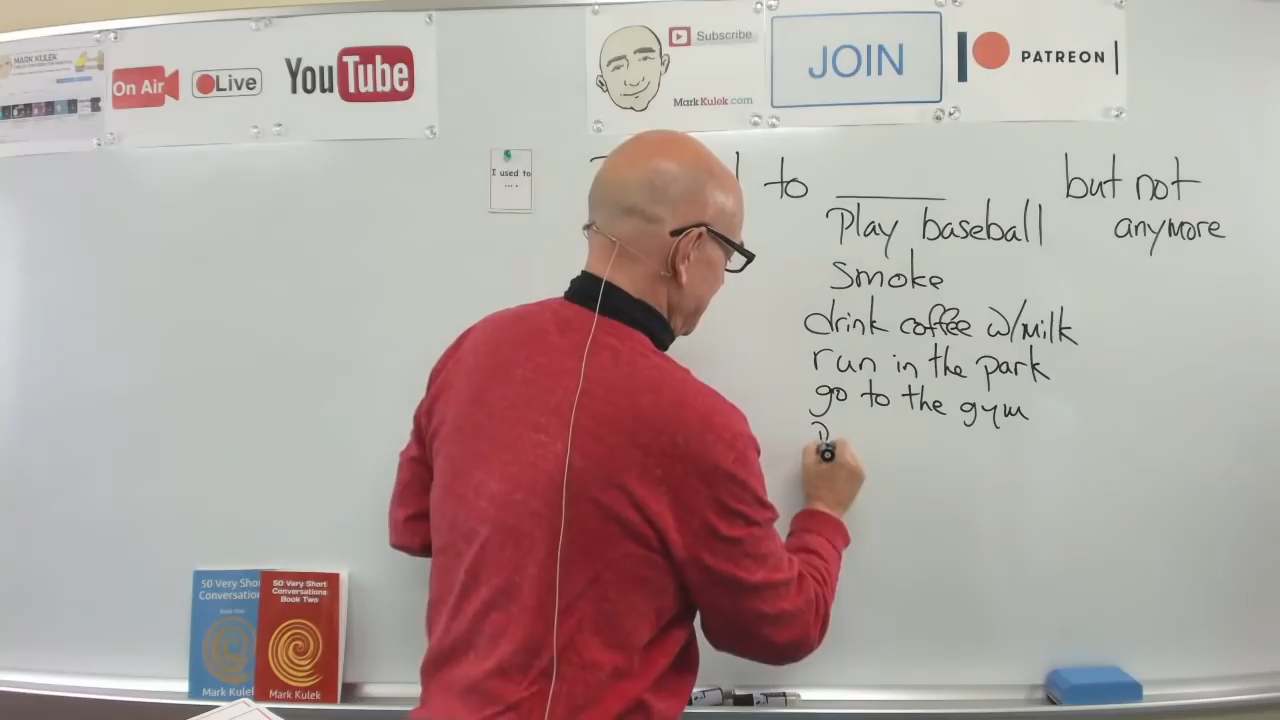 MARK KULEK
On Air
Live
YouTube
Subscribe
MarkKulek.com
JOIN
PATREON
I used to
....
to ______ but not
anymore
Play baseball
smoke
drink coffee w/milk
run in the park
go to the gym
50 Very Short
Conversations
Mark Kulek
50 Very Short
Conversations
Book Two
Mark Kulek